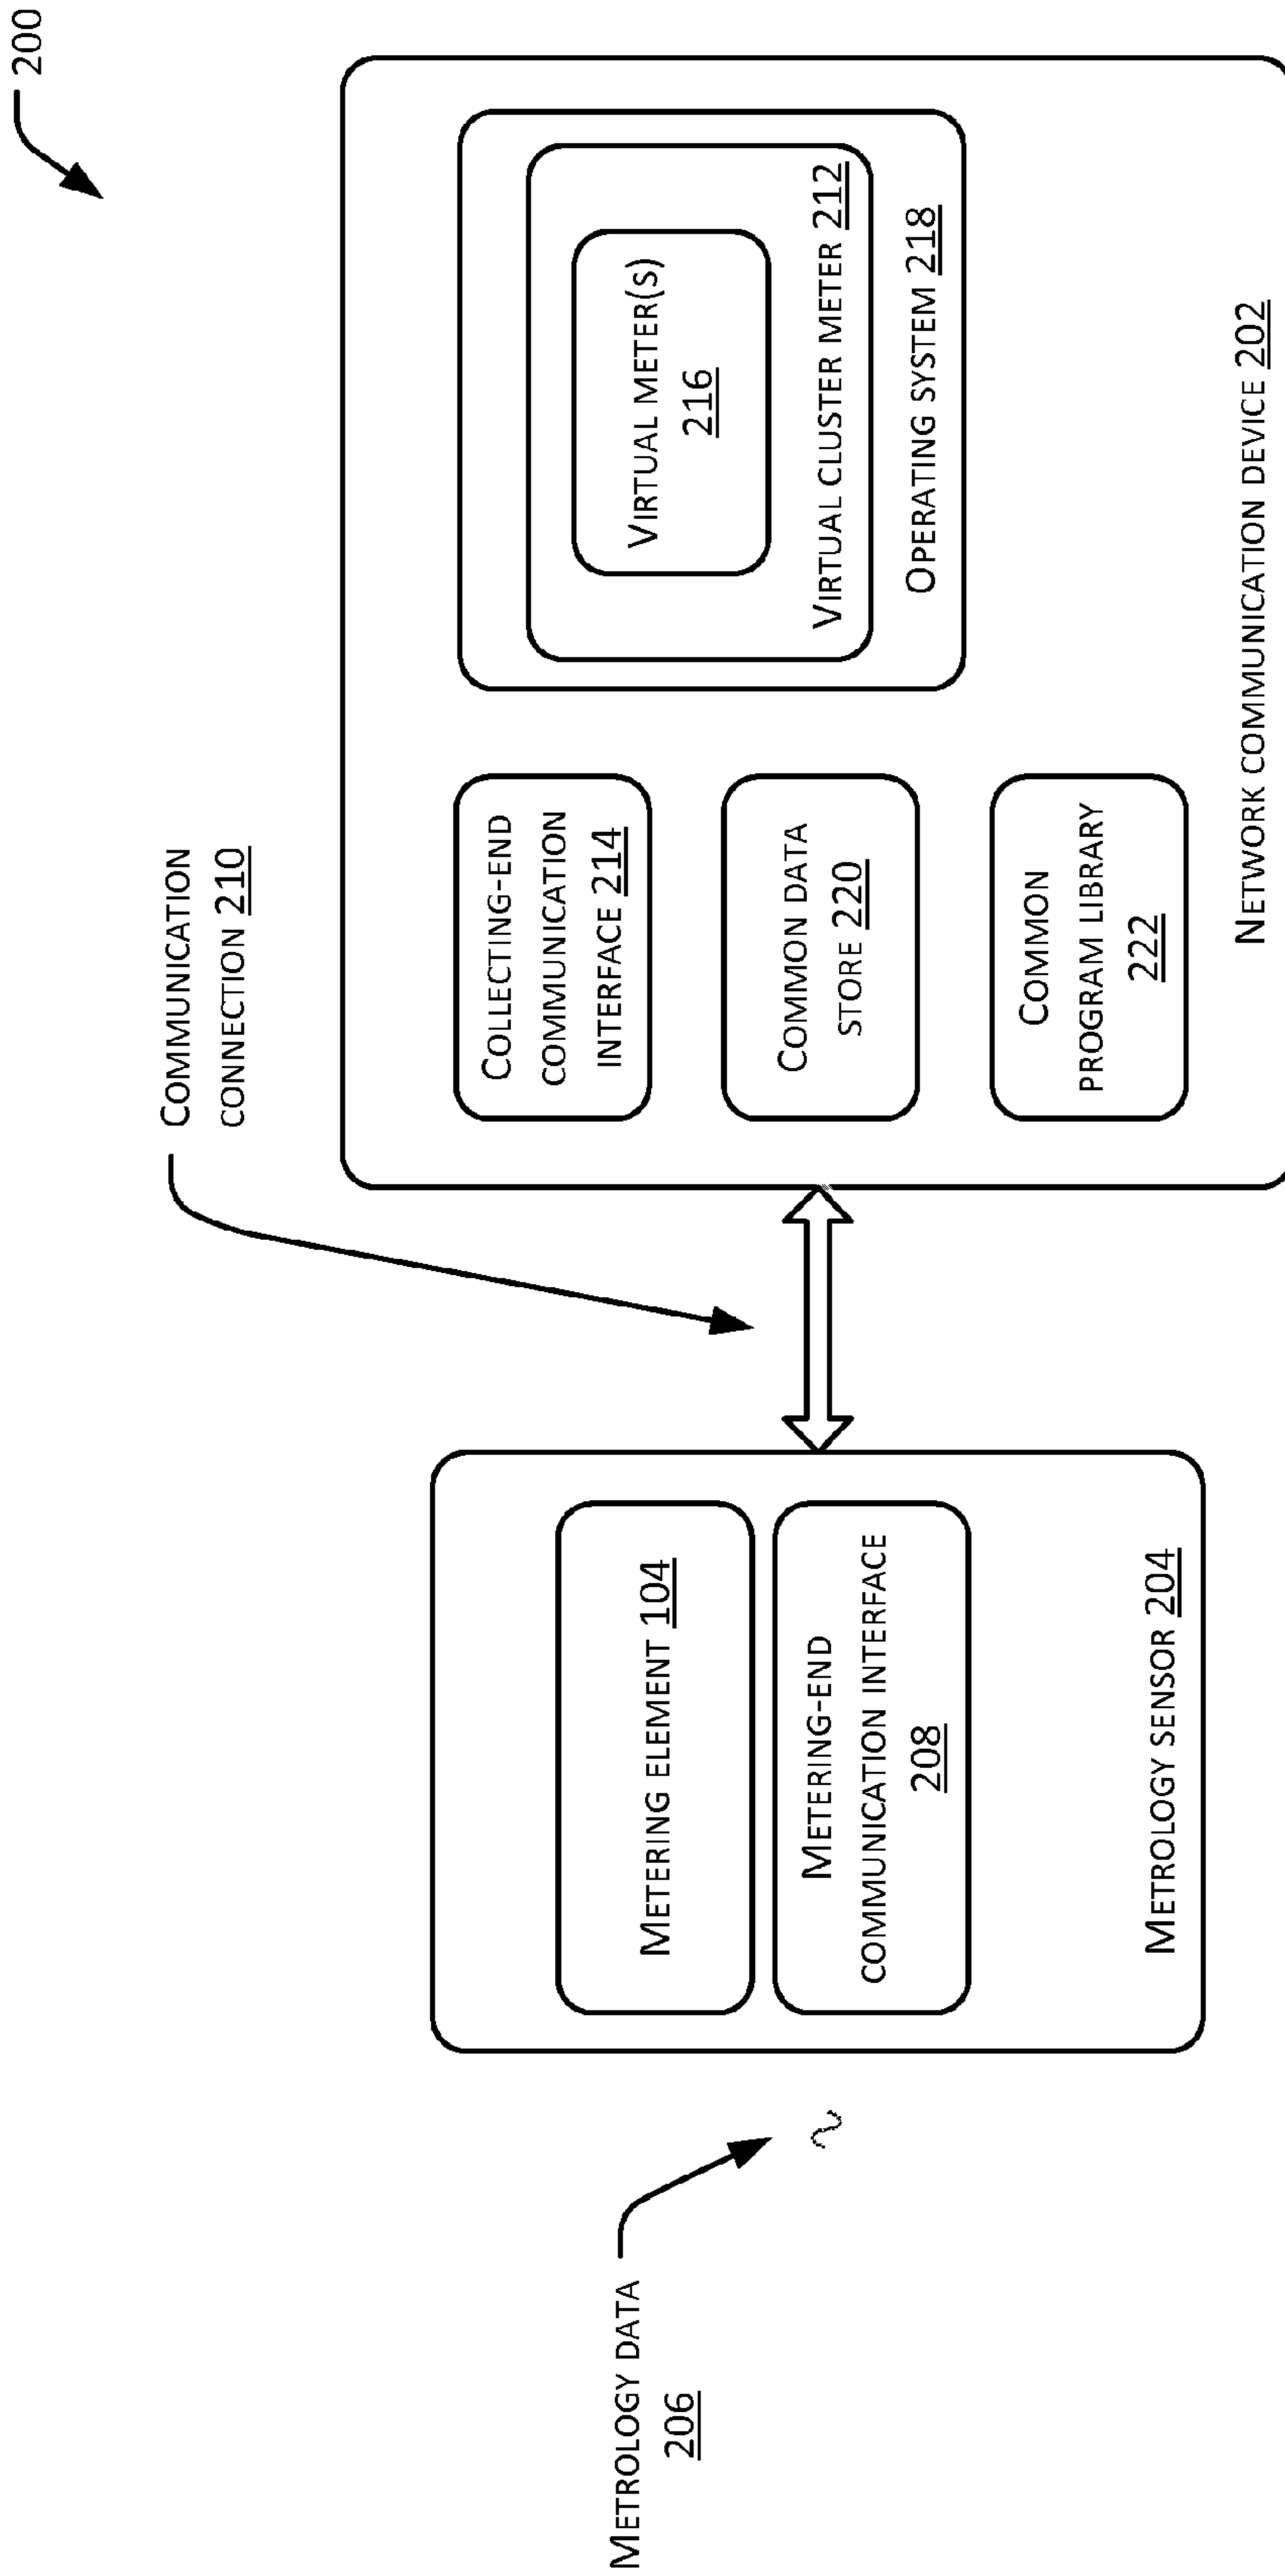 200
COMMUNICATION
CONNECTION 210
COLLECTING-END
COMMUNICATION
INTERFACE 214
COMMON DATA
STORE 220
COMMON
PROGRAM LIBRARY
222
VIRTUAL METER(S)
216
VIRTUAL CLUSTER METER 212
OPERATING SYSTEM 218
NETWORK COMMUNICATION DEVICE 202
METERING ELEMENT 104
METERING-END
COMMUNICATION INTERFACE
208
METROLOGY SENSOR 204
METROLOGY DATA
206